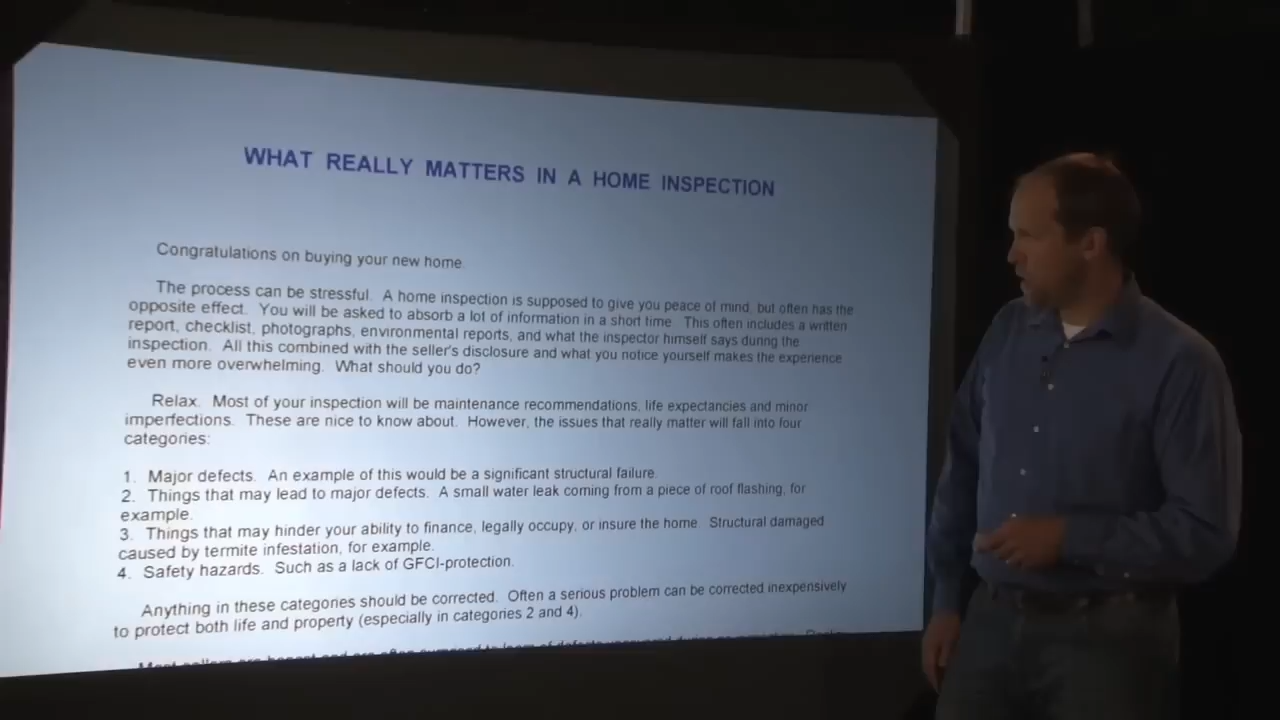 WHAT REALLY MATTERS IN A HOME INSPECTION
Congratulations on buying your new home.
The process can be stressful. A home inspection is supposed to give you peace of mind, but often has the
opposite effect. You will be asked to absorb a lot of information in a short time. This often includes a written
report, checklist, photographs, environmental reports, and what the inspector himself says during the
inspection. All this combined with the seller's disclosure and what you notice yourself makes the experience
even more overwhelming. What should you do?
Relax. Most of your inspection will be maintenance recommendations, life expectancies and minor
imperfections. These are nice to know about. However, the issues that really matter will fall into four
categories:
1. Major defects. An example of this would be a significant structural failure.
2. Things that may lead to major defects. A small water leak coming from a piece of roof flashing, for
example.
3. Things that may hinder your ability to finance, legally occupy, or insure the home. Structural damaged
caused by termite infestation, for example.
4. Safety hazards. Such as a lack of GFCI-protection.
Anything in these categories should be corrected. Often a serious problem can be corrected inexpensively
to protect both life and property (especially in categories 2 and 4).